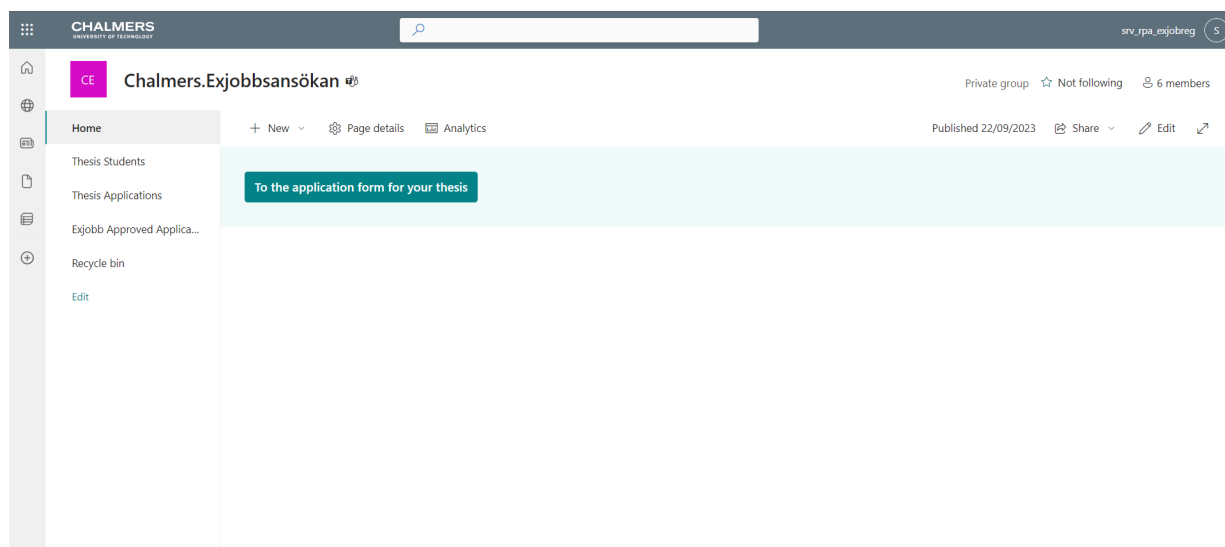 CHALMERS
UNIVERSITY OF TECHNOLOGY
srv_rpa_exjobreg S
CE Chalmers.Exjobbsansökan
Private group Not following 6 members
Home
New Page details Analytics
Published 22/09/2023 Share Edit
Thesis Students
To the application form for your thesis
Thesis Applications
Exjobb Approved Applica...
Recycle bin
Edit